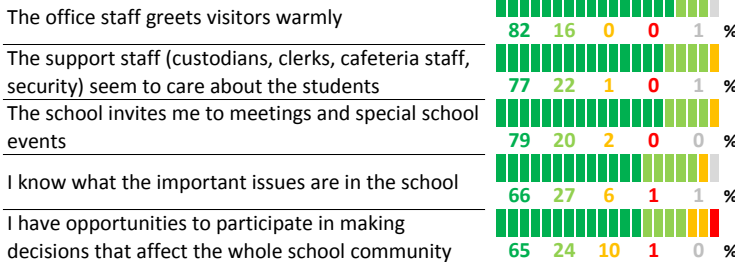 The office staff greets visitors warmly
82 16 0 0 1 %
The support staff (custodians, clerks, cafeteria staff,
security) seem to care about the students
77 22 1 0 1 %
The school invites me to meetings and special school
events
79 20 2 0 0 %
I know what the important issues are in the school
66 27 6 1 1 %
I have opportunities to participate in making
decisions that affect the whole school community
65 24 10 1 0 %